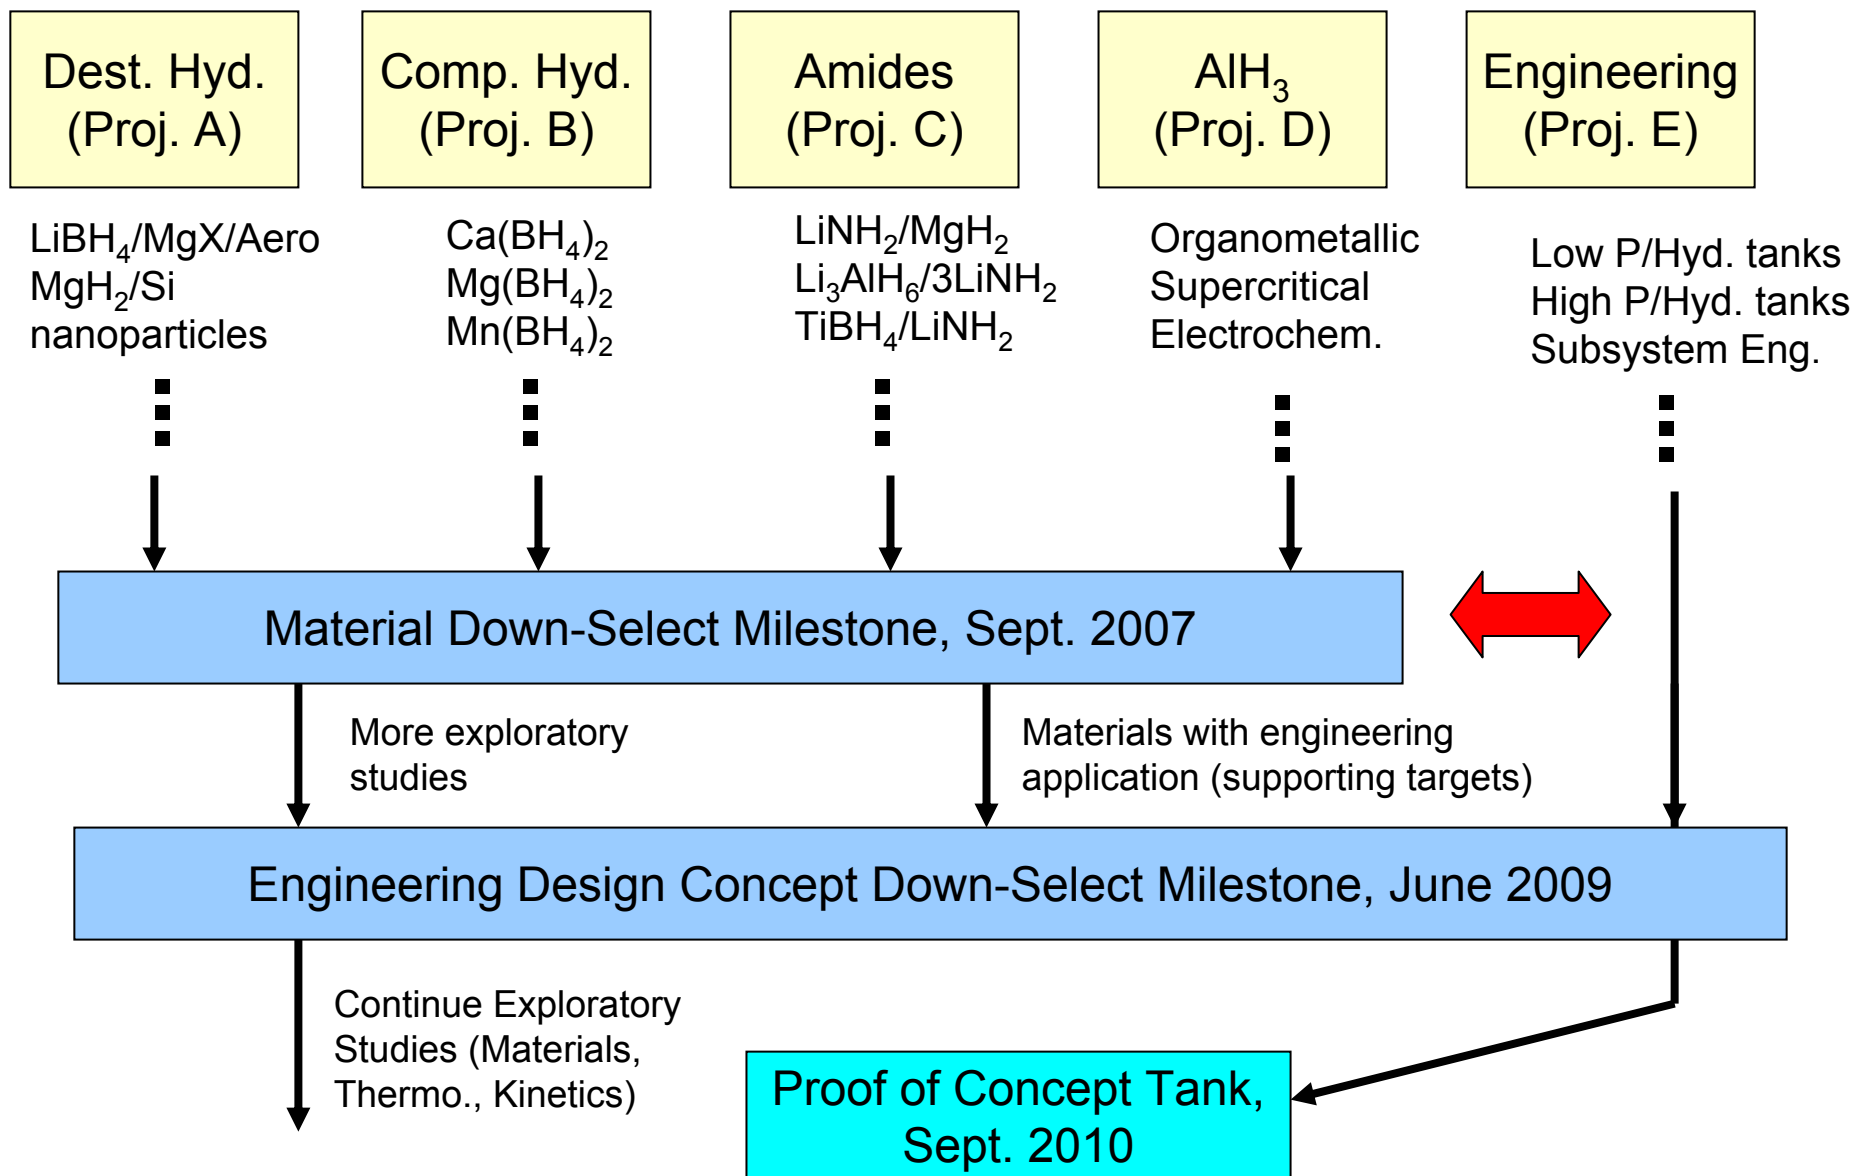 Dest. Hyd.
(Proj. A)
Comp. Hyd.
(Proj. B)
Amides
(Proj. C)
AlH₃
(Proj. D)
Engineering
(Proj. E)
LiBH₄/MgX/Aero
MgH₂/Si
nanoparticles
Ca(BH₄)₂
Mg(BH₄)₂
Mn(BH₄)₂
LiNH₂/MgH₂
Li₃AlH₆/3LiNH₂
TiBH₄/LiNH₂
Organometallic
Supercritical
Electrochem.
Low P/Hyd. tanks
High P/Hyd. tanks
Subsystem Eng.
Material Down-Select Milestone, Sept. 2007
More exploratory
studies
Materials with engineering
application (supporting targets)
Engineering Design Concept Down-Select Milestone, June 2009
Continue Exploratory
Studies (Materials,
Thermo., Kinetics)
Proof of Concept Tank,
Sept. 2010